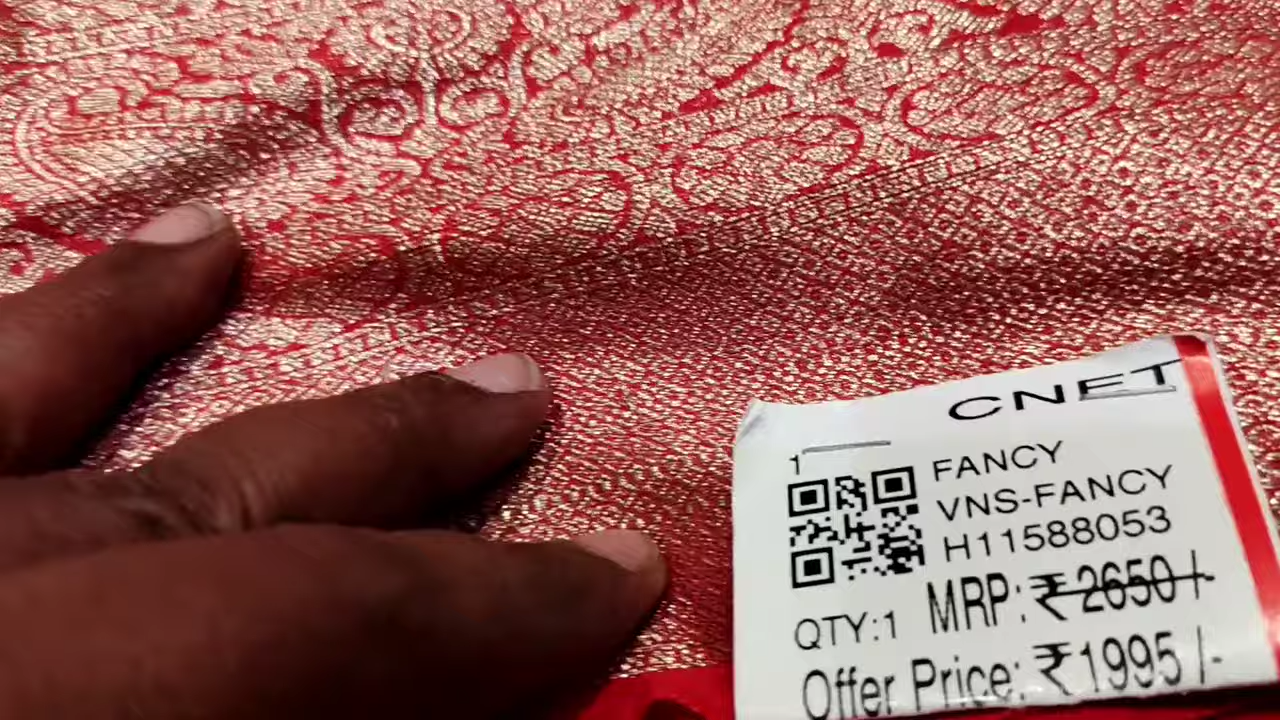 CNET
1
FANCY
VNS-FANCY
H11588053
QTY:1 MRP: ₹ 2650/-
Offer Price: ₹1995/-